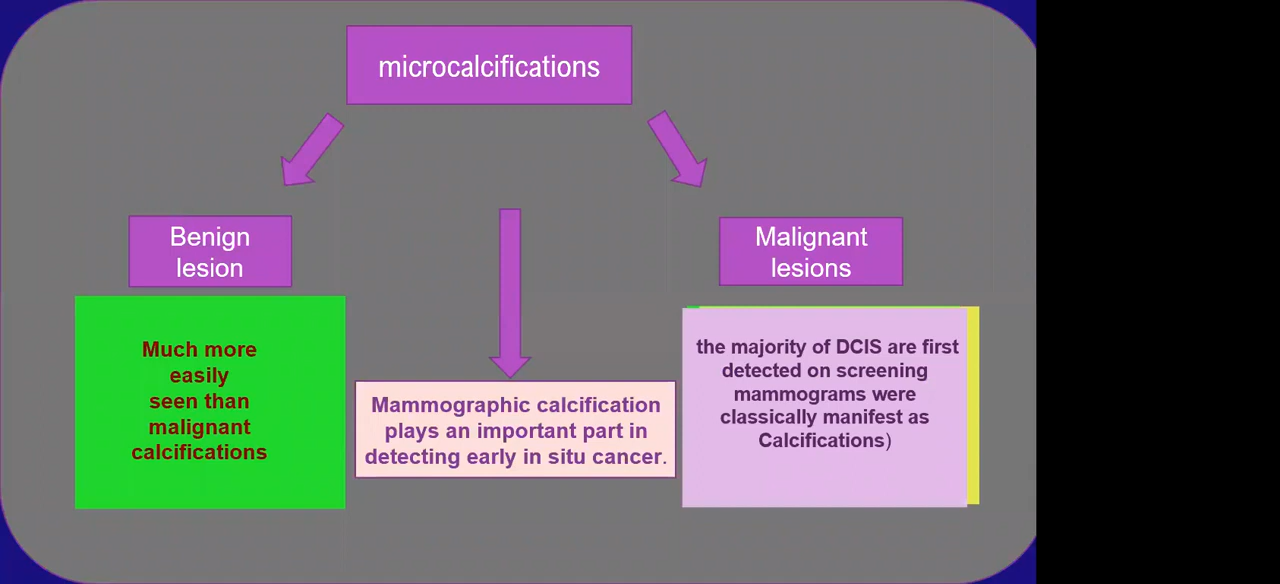 microcalcifications
Benign
lesion
Malignant
lesions
Much more
easily
seen than
malignant
calcifications
Mammographic calcification
plays an important part in
detecting early in situ cancer.
the majority of DCIS are first
detected on screening
mammograms were
classically manifest as
Calcifications)